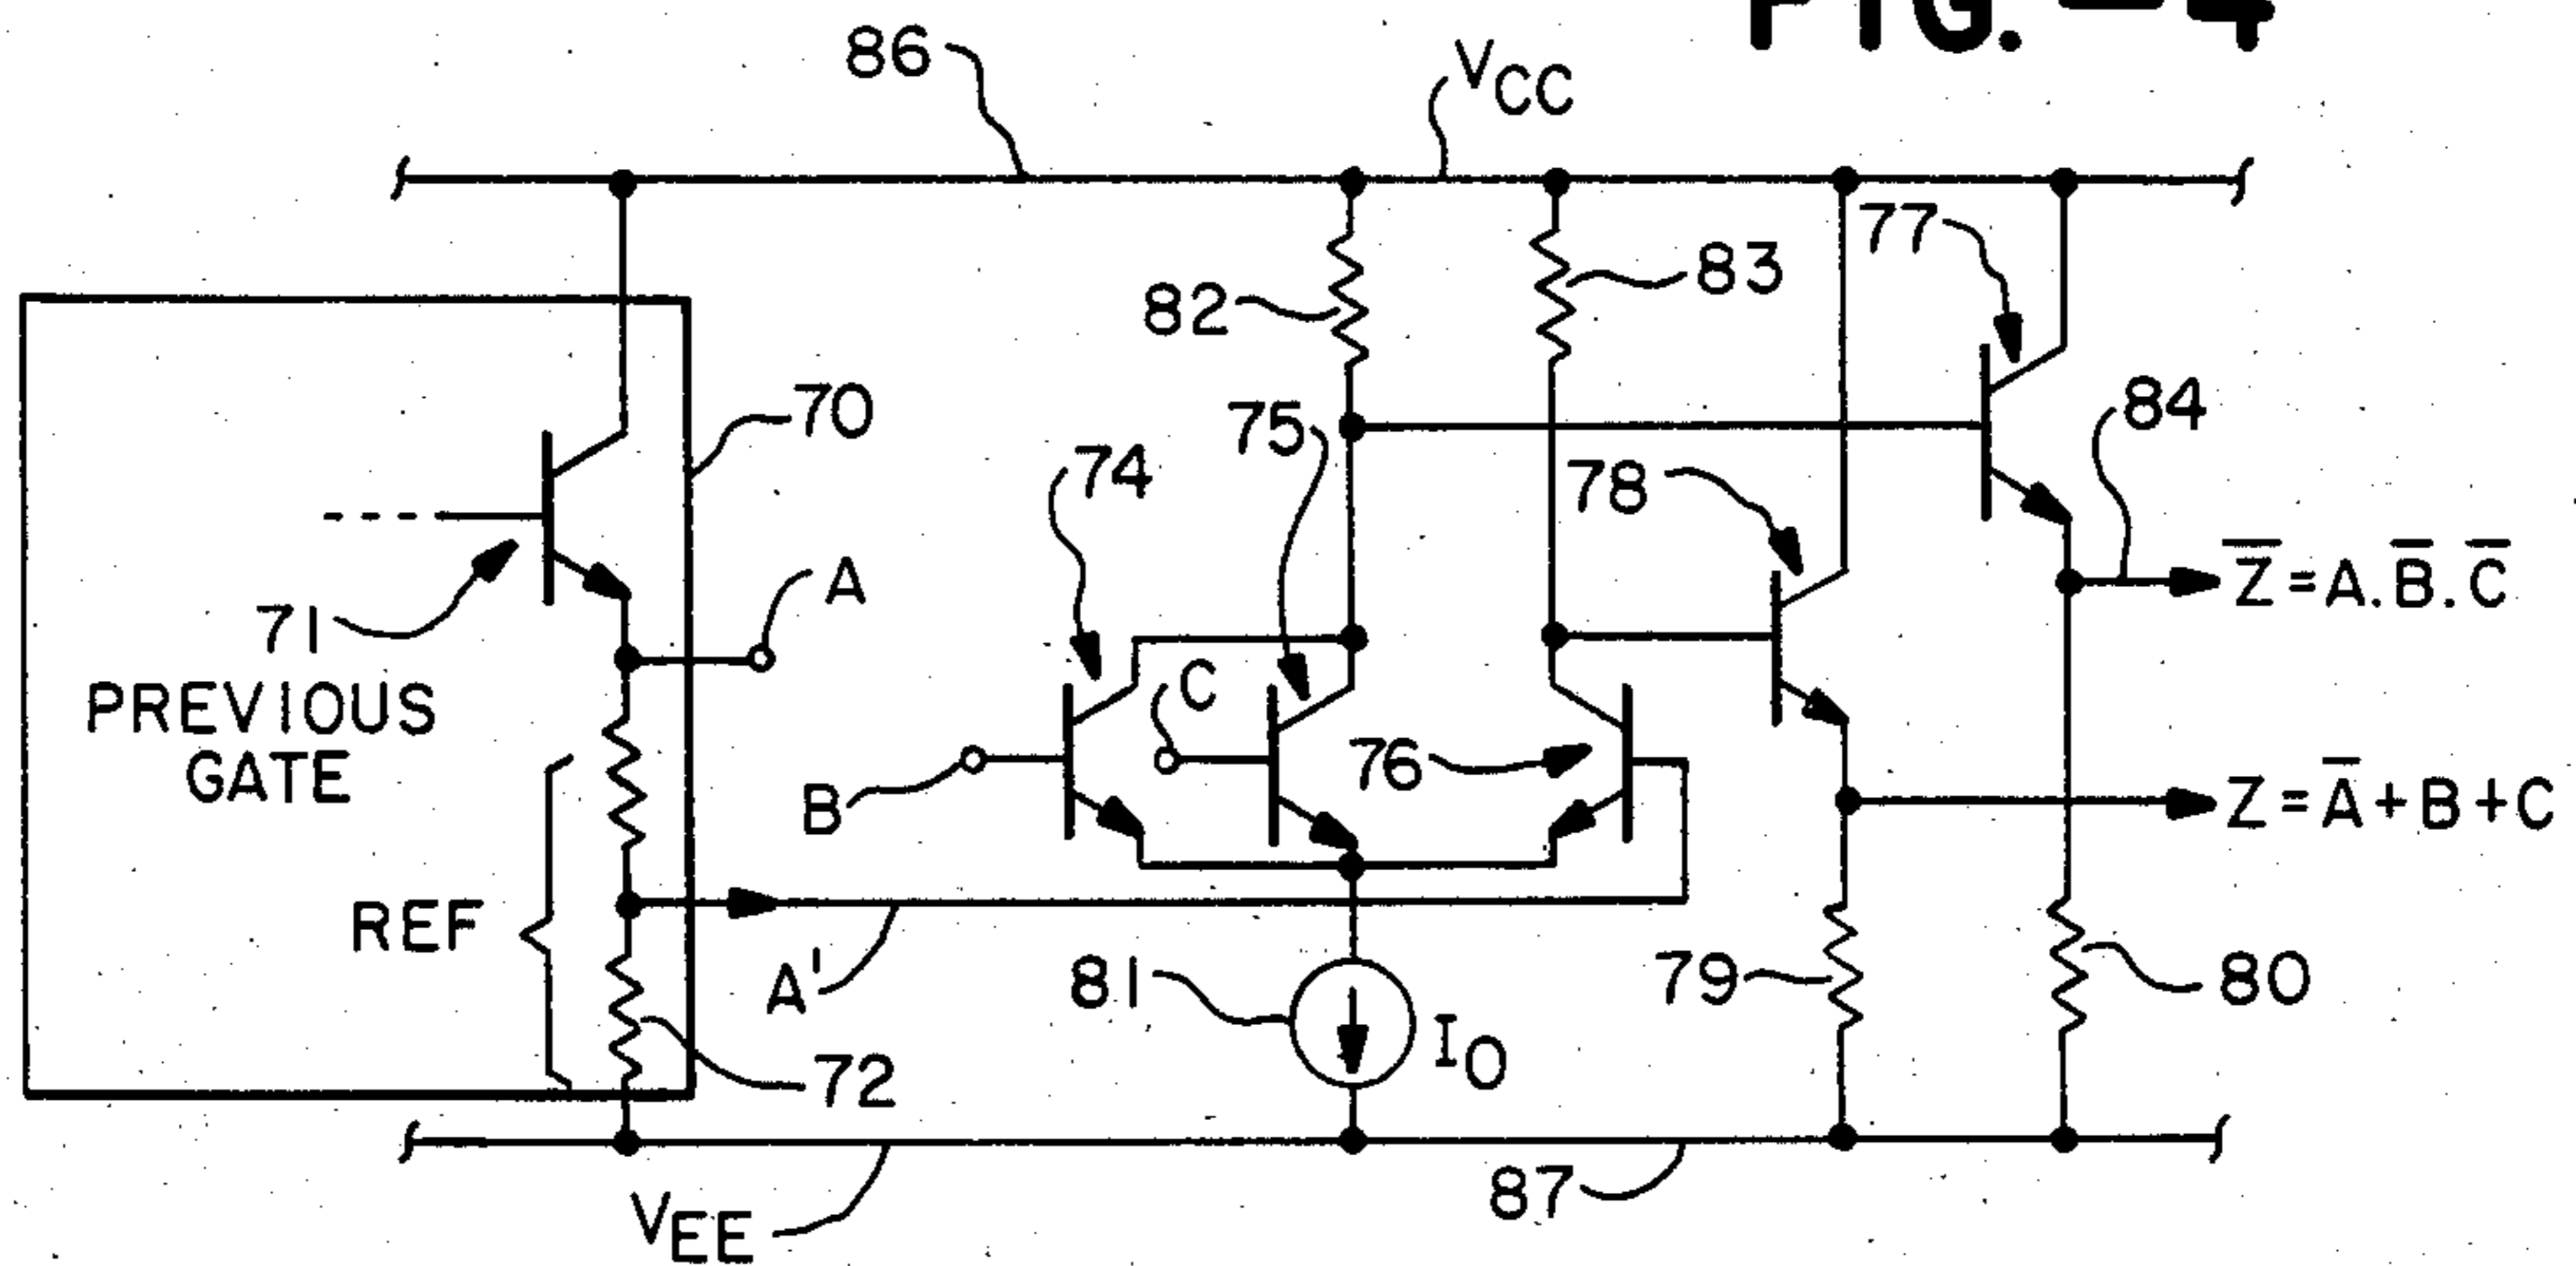 FIG.-4
86
VCC
77
83
82
70
84
75
74
78
A
Z̅=A.B̅.C̅
71
C
PREVIOUS
GATE
76
B
Z=A̅+B+C
REF
A'
81
79
80
IO
72
87
VEE